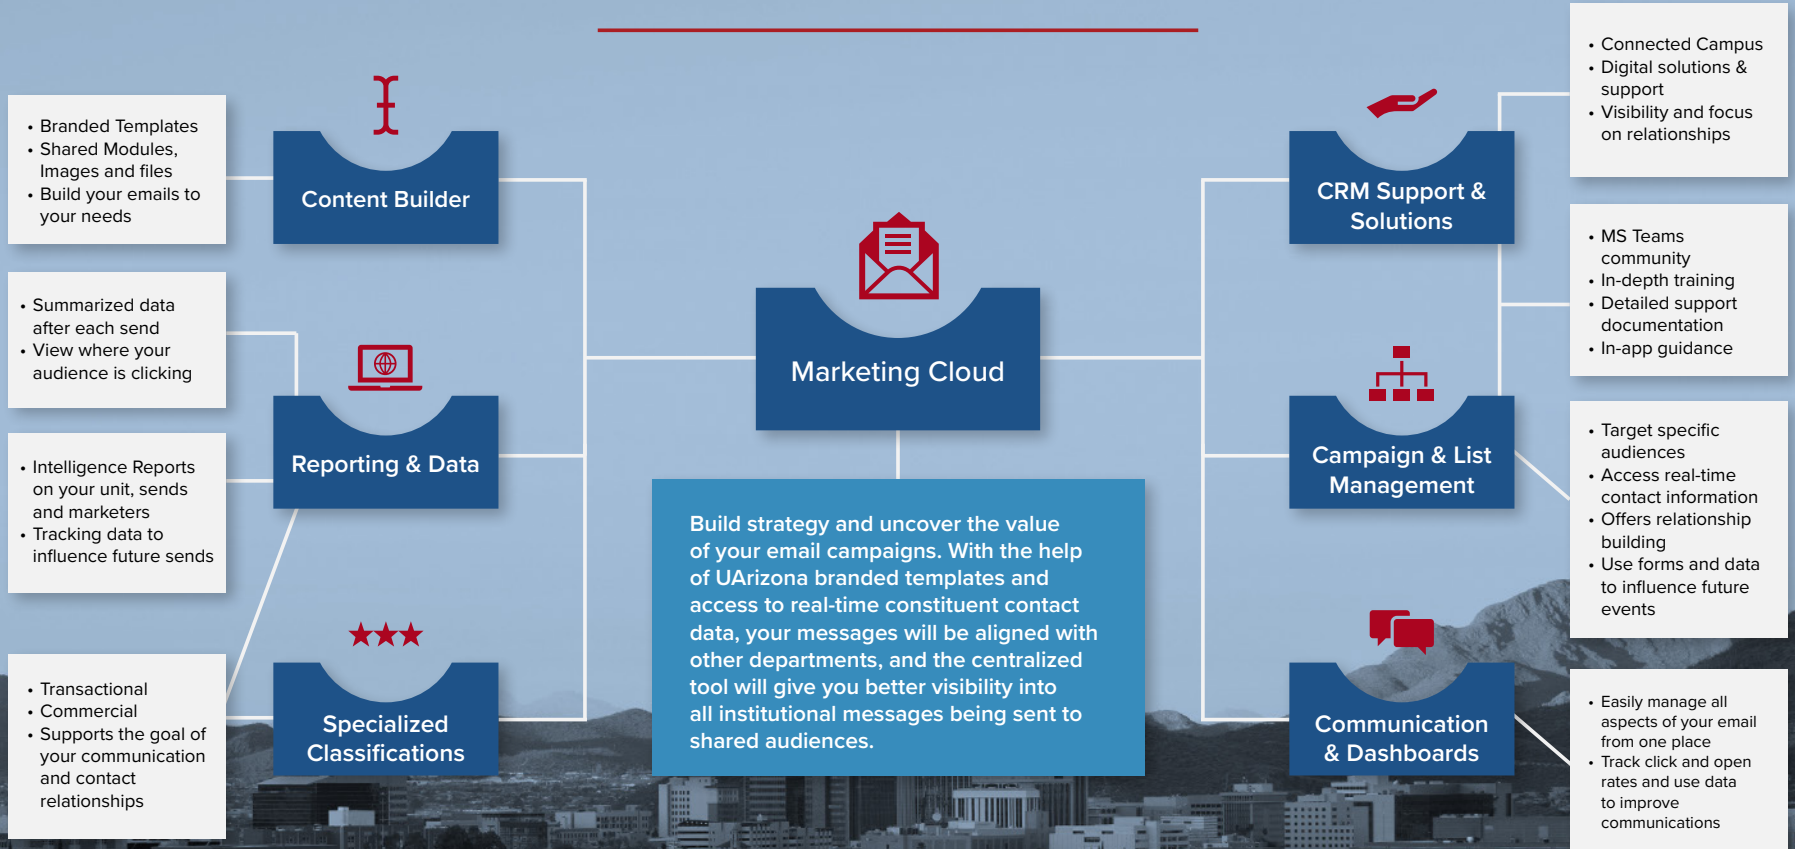 • Branded Templates
• Shared Modules,
Images and files
• Build your emails to
your needs
Content Builder
• Summarized data
after each send
• View where your
audience is clicking
• Intelligence Reports
on your unit, sends
and marketers
• Tracking data to
influence future sends
Reporting & Data
• Transactional
• Commercial
• Supports the goal of
your communication
and contact
relationships
Specialized
Classifications
Marketing Cloud
Build strategy and uncover the value
of your email campaigns. With the help
of UArizona branded templates and
access to real-time constituent contact
data, your messages will be aligned with
other departments, and the centralized
tool will give you better visibility into
all institutional messages being sent to
shared audiences.
CRM Support &
Solutions
• Connected Campus
• Digital solutions &
support
• Visibility and focus
on relationships
• MS Teams
community
• In-depth training
• Detailed support
documentation
• In-app guidance
Campaign & List
Management
• Target specific
audiences
• Access real-time
contact information
• Offers relationship
building
• Use forms and data
to influence future
events
Communication
& Dashboards
• Easily manage all
aspects of your email
from one place
• Track click and open
rates and use data
to improve
communications